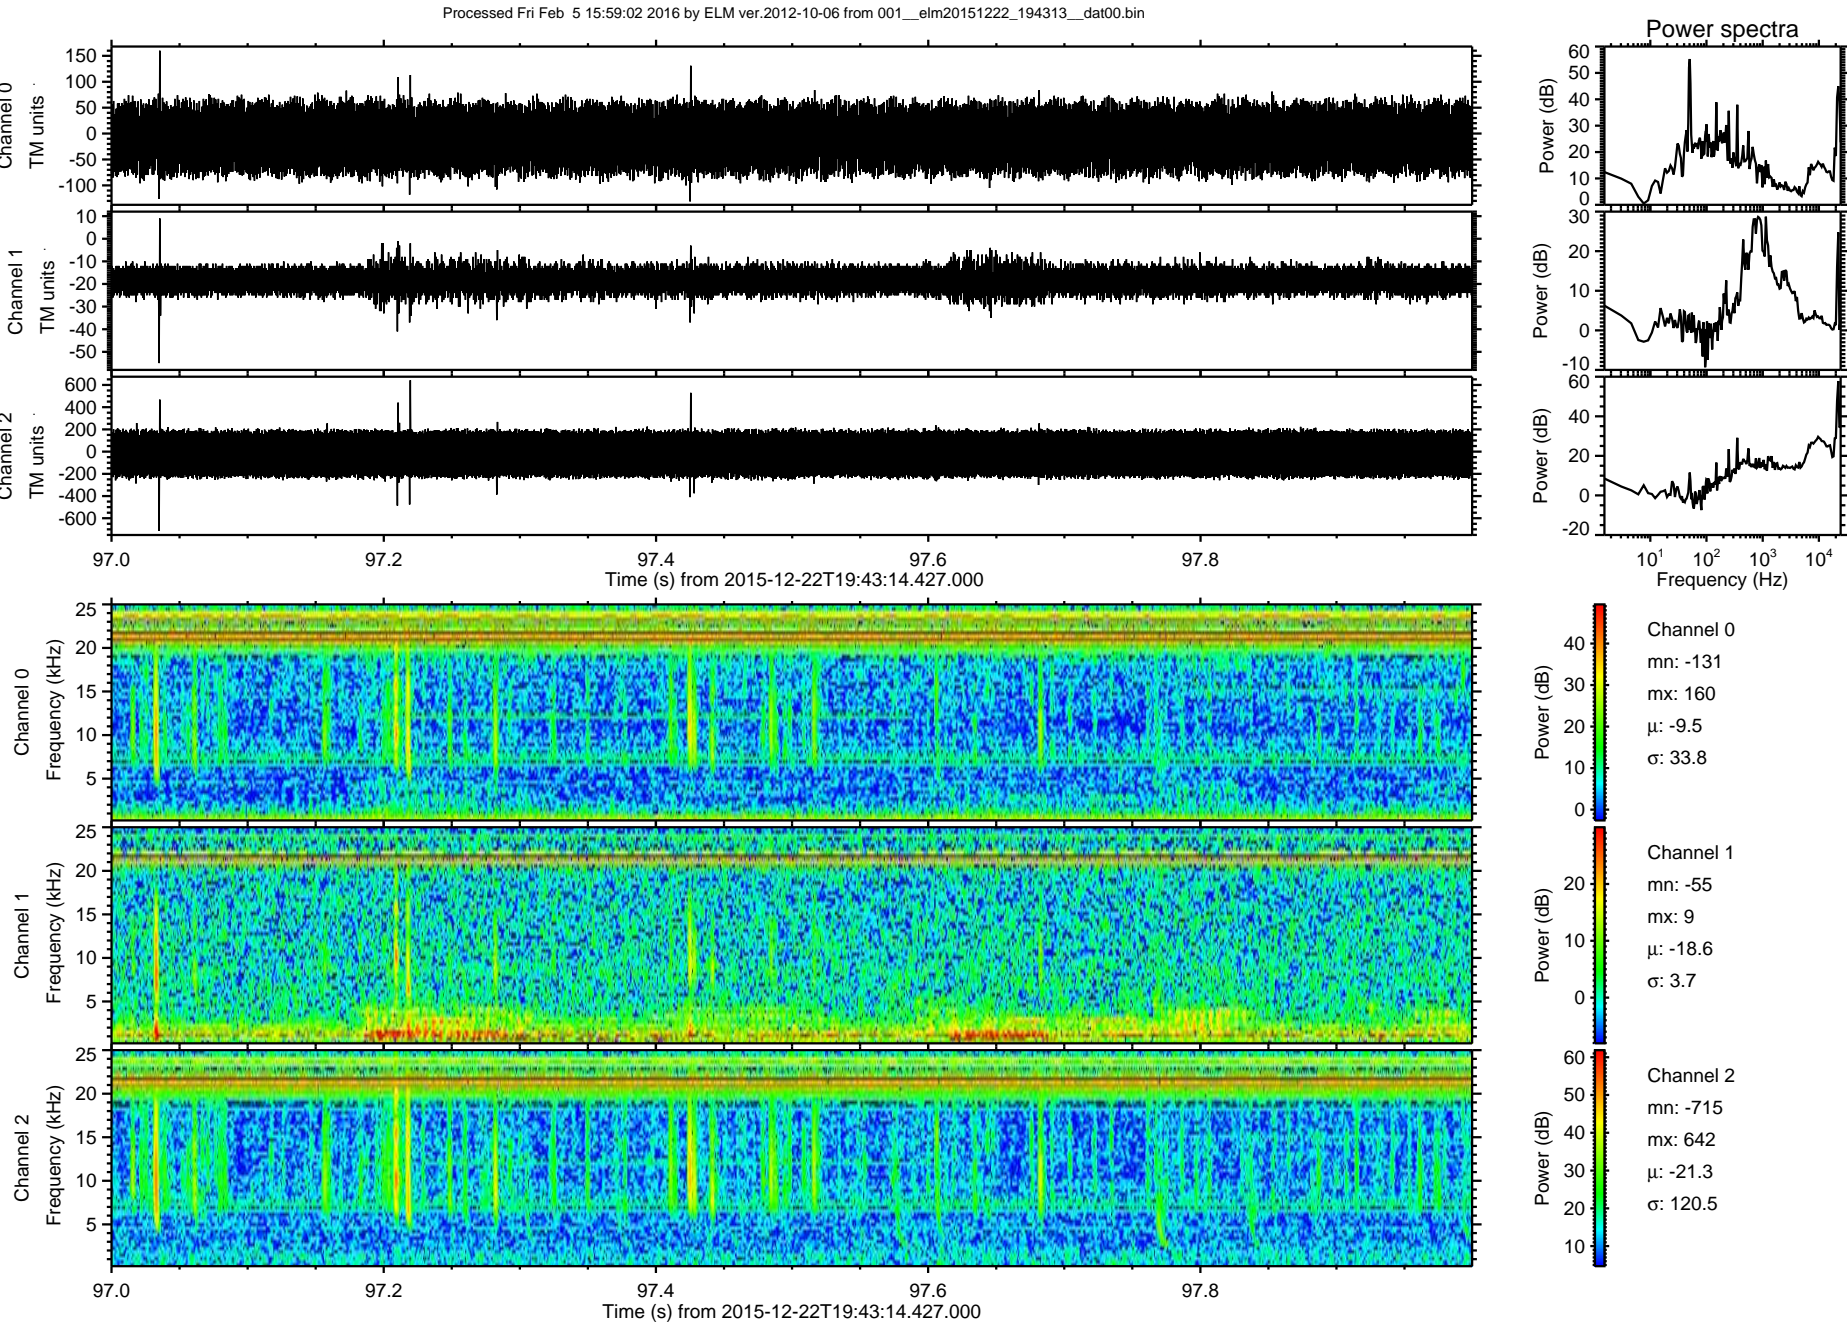 Processed Fri Feb  5 15:59:02 2016 by ELM ver.2012-10-06 from 001__elm20151222_194313__dat00.bin
Power spectra
Channel 0
TM units
150
100
50
0
-50
-100
Power (dB)
60
50
40
30
20
10
0
Channel 1
TM units
10
0
-10
-20
-30
-40
-50
Power (dB)
30
20
10
0
-10
Channel 2
TM units
600
400
200
0
-200
-400
-600
Power (dB)
60
40
20
0
-20
97.0 97.2 97.4 97.6 97.8
Time (s) from 2015-12-22T19:43:14.427.000
10¹ 10² 10³ 10⁴
Frequency (Hz)
Channel 0
Frequency (kHz)
25
20
15
10
5
Power (dB)
40
30
20
10
0
Channel 0
mn: -131
mx: 160
μ: -9.5
σ: 33.8
Channel 1
Frequency (kHz)
25
20
15
10
5
Power (dB)
20
10
0
Channel 1
mn: -55
mx: 9
μ: -18.6
σ: 3.7
Channel 2
Frequency (kHz)
25
20
15
10
5
Power (dB)
60
50
40
30
20
10
Channel 2
mn: -715
mx: 642
μ: -21.3
σ: 120.5
97.0 97.2 97.4 97.6 97.8
Time (s) from 2015-12-22T19:43:14.427.000